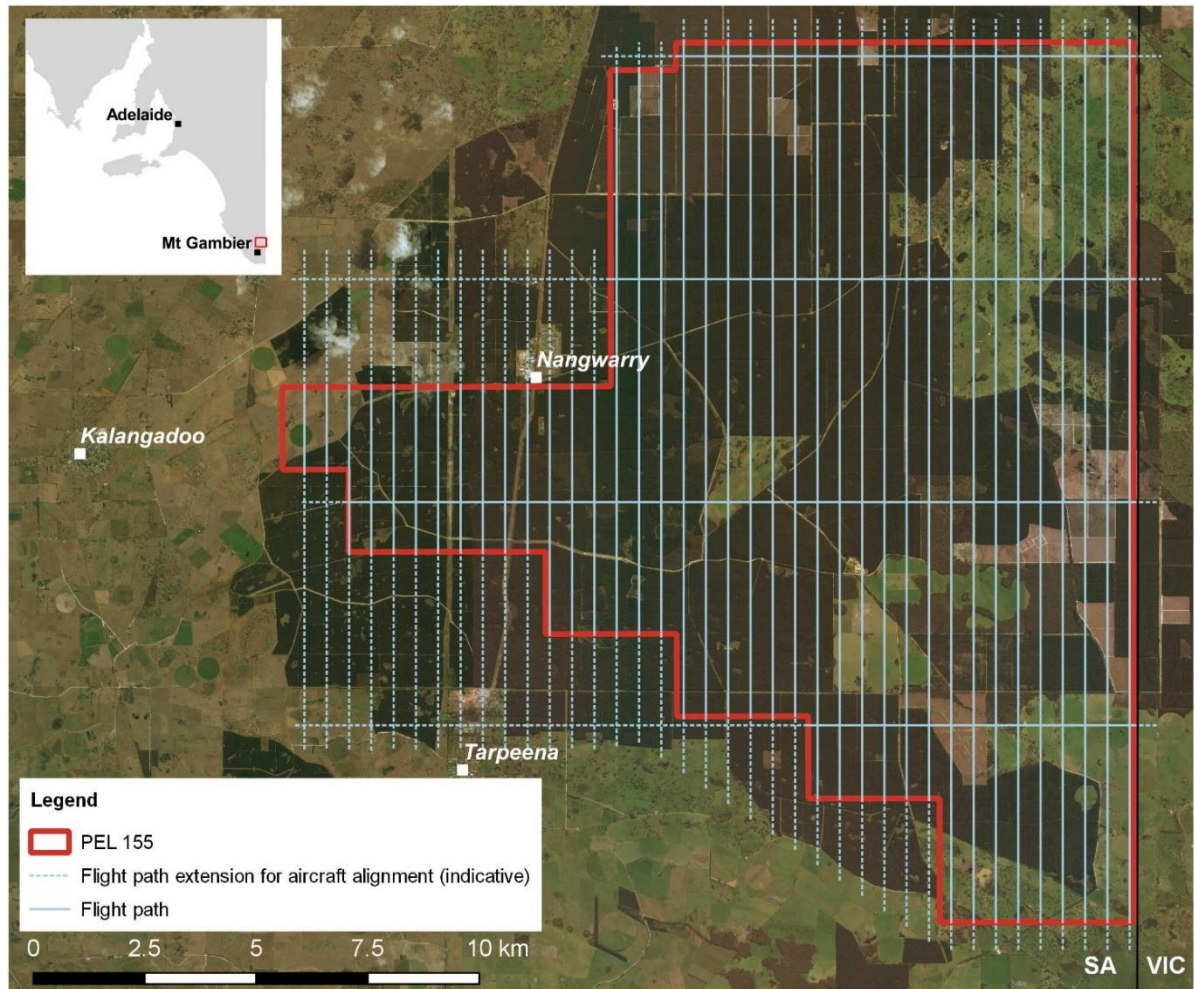 Adelaide
Mt Gambier
Nangwarry
Kalangadoo
Tarpeena
Legend
PEL 155
Flight path extension for aircraft alignment (indicative)
Flight path
0 2.5 5 7.5 10 km
SA VIC